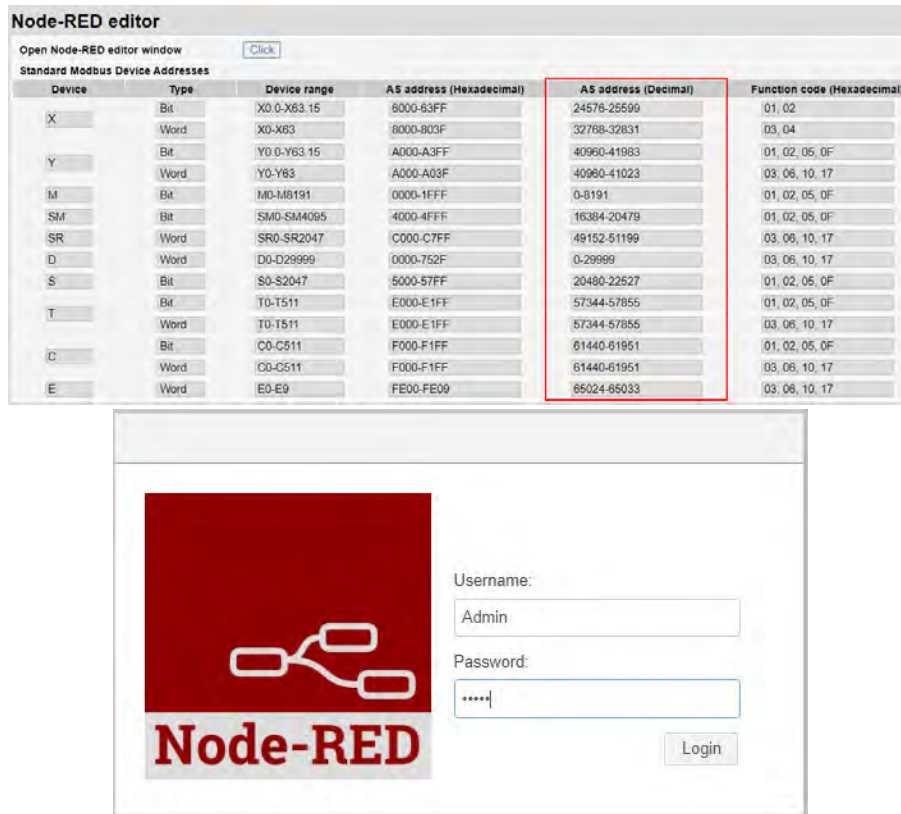 Node-RED editor
Open Node-RED editor window Click
Standard Modbus Device Addresses
Device Type Device range AS address (Hexadecimal) AS address (Decimal) Function code (Hexadecimal)
X Bit X0.0-X63.15 6000-63FF 24576-25599 01, 02
Word X0-X63 8000-803F 32768-32831 03, 04
Y Bit Y0.0-Y63.15 A000-A3FF 40960-41983 01, 02, 05, 0F
Word Y0-Y63 A000-A03F 40960-41023 03, 06, 10, 17
M Bit M0-M8191 0000-1FFF 0-8191 01, 02, 05, 0F
SM Bit SM0-SM4095 4000-4FFF 16384-20479 01, 02, 05, 0F
SR Word SR0-SR2047 C000-C7FF 49152-51199 03, 06, 10, 17
D Word D0-D29999 0000-752F 0-29999 03, 06, 10, 17
S Bit S0-S2047 5000-57FF 20480-22527 01, 02, 05, 0F
T Bit T0-T511 E000-E1FF 57344-57855 01, 02, 05, 0F
Word T0-T511 E000-E1FF 57344-57855 03, 06, 10, 17
C Bit C0-C511 F000-F1FF 61440-61951 01, 02, 05, 0F
Word C0-C511 F000-F1FF 61440-61951 03, 06, 10, 17
E Word E0-E9 FE00-FE09 65024-65033 03, 06, 10, 17
Username:
Admin
Password:
•••••
Login
Node-RED